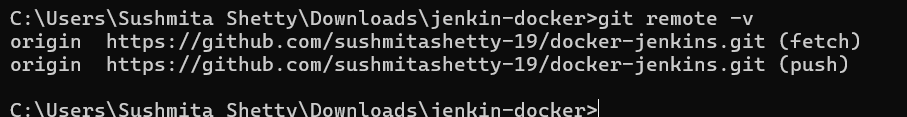 C:\Users\Sushmita Shetty\Downloads\jenkin-docker>git remote -v
origin  https://github.com/sushmitashetty-19/docker-jenkins.git (fetch)
origin  https://github.com/sushmitashetty-19/docker-jenkins.git (push)
C:\Users\Sushmita Shetty\Downloads\jenkin-docker>